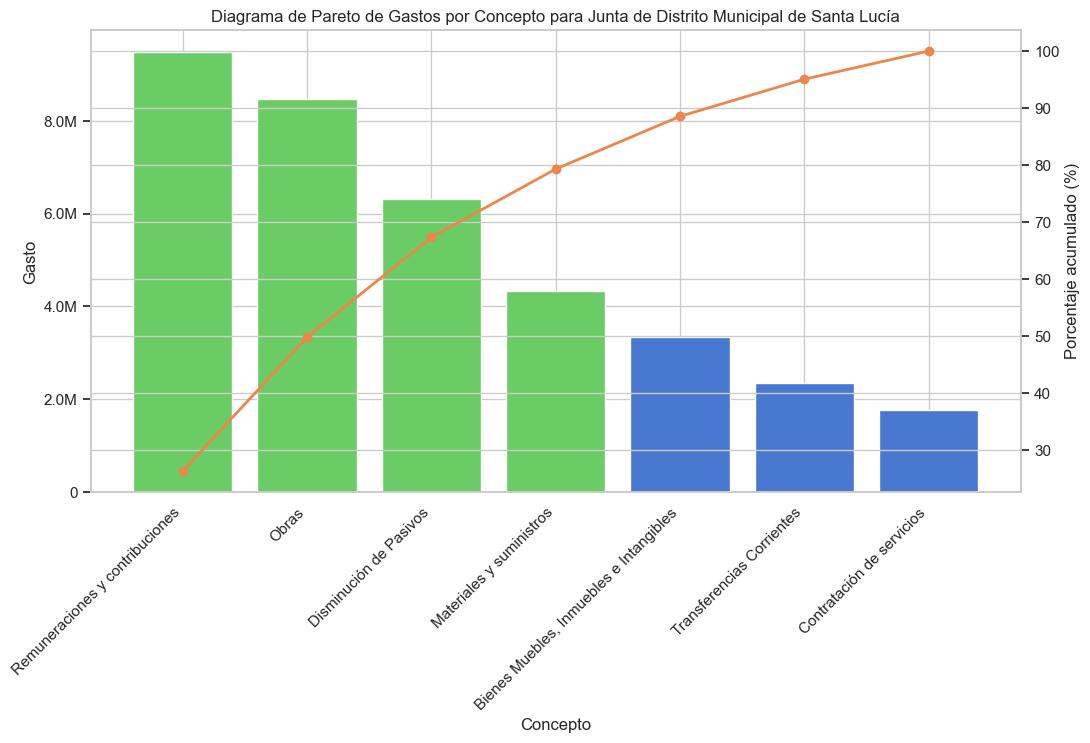 Diagrama de Pareto de Gastos por Concepto para Junta de Distrito Municipal de Santa Lucía
Gasto
8.0M
6.0M
4.0M
2.0M
0
100
90
80
70
60
50
40
30
Porcentaje acumulado (%)
Remuneraciones y contribuciones
Obras
Disminución de Pasivos
Materiales y suministros
Bienes Muebles, Inmuebles e Intangibles
Transferencias Corrientes
Contratación de servicios
Concepto